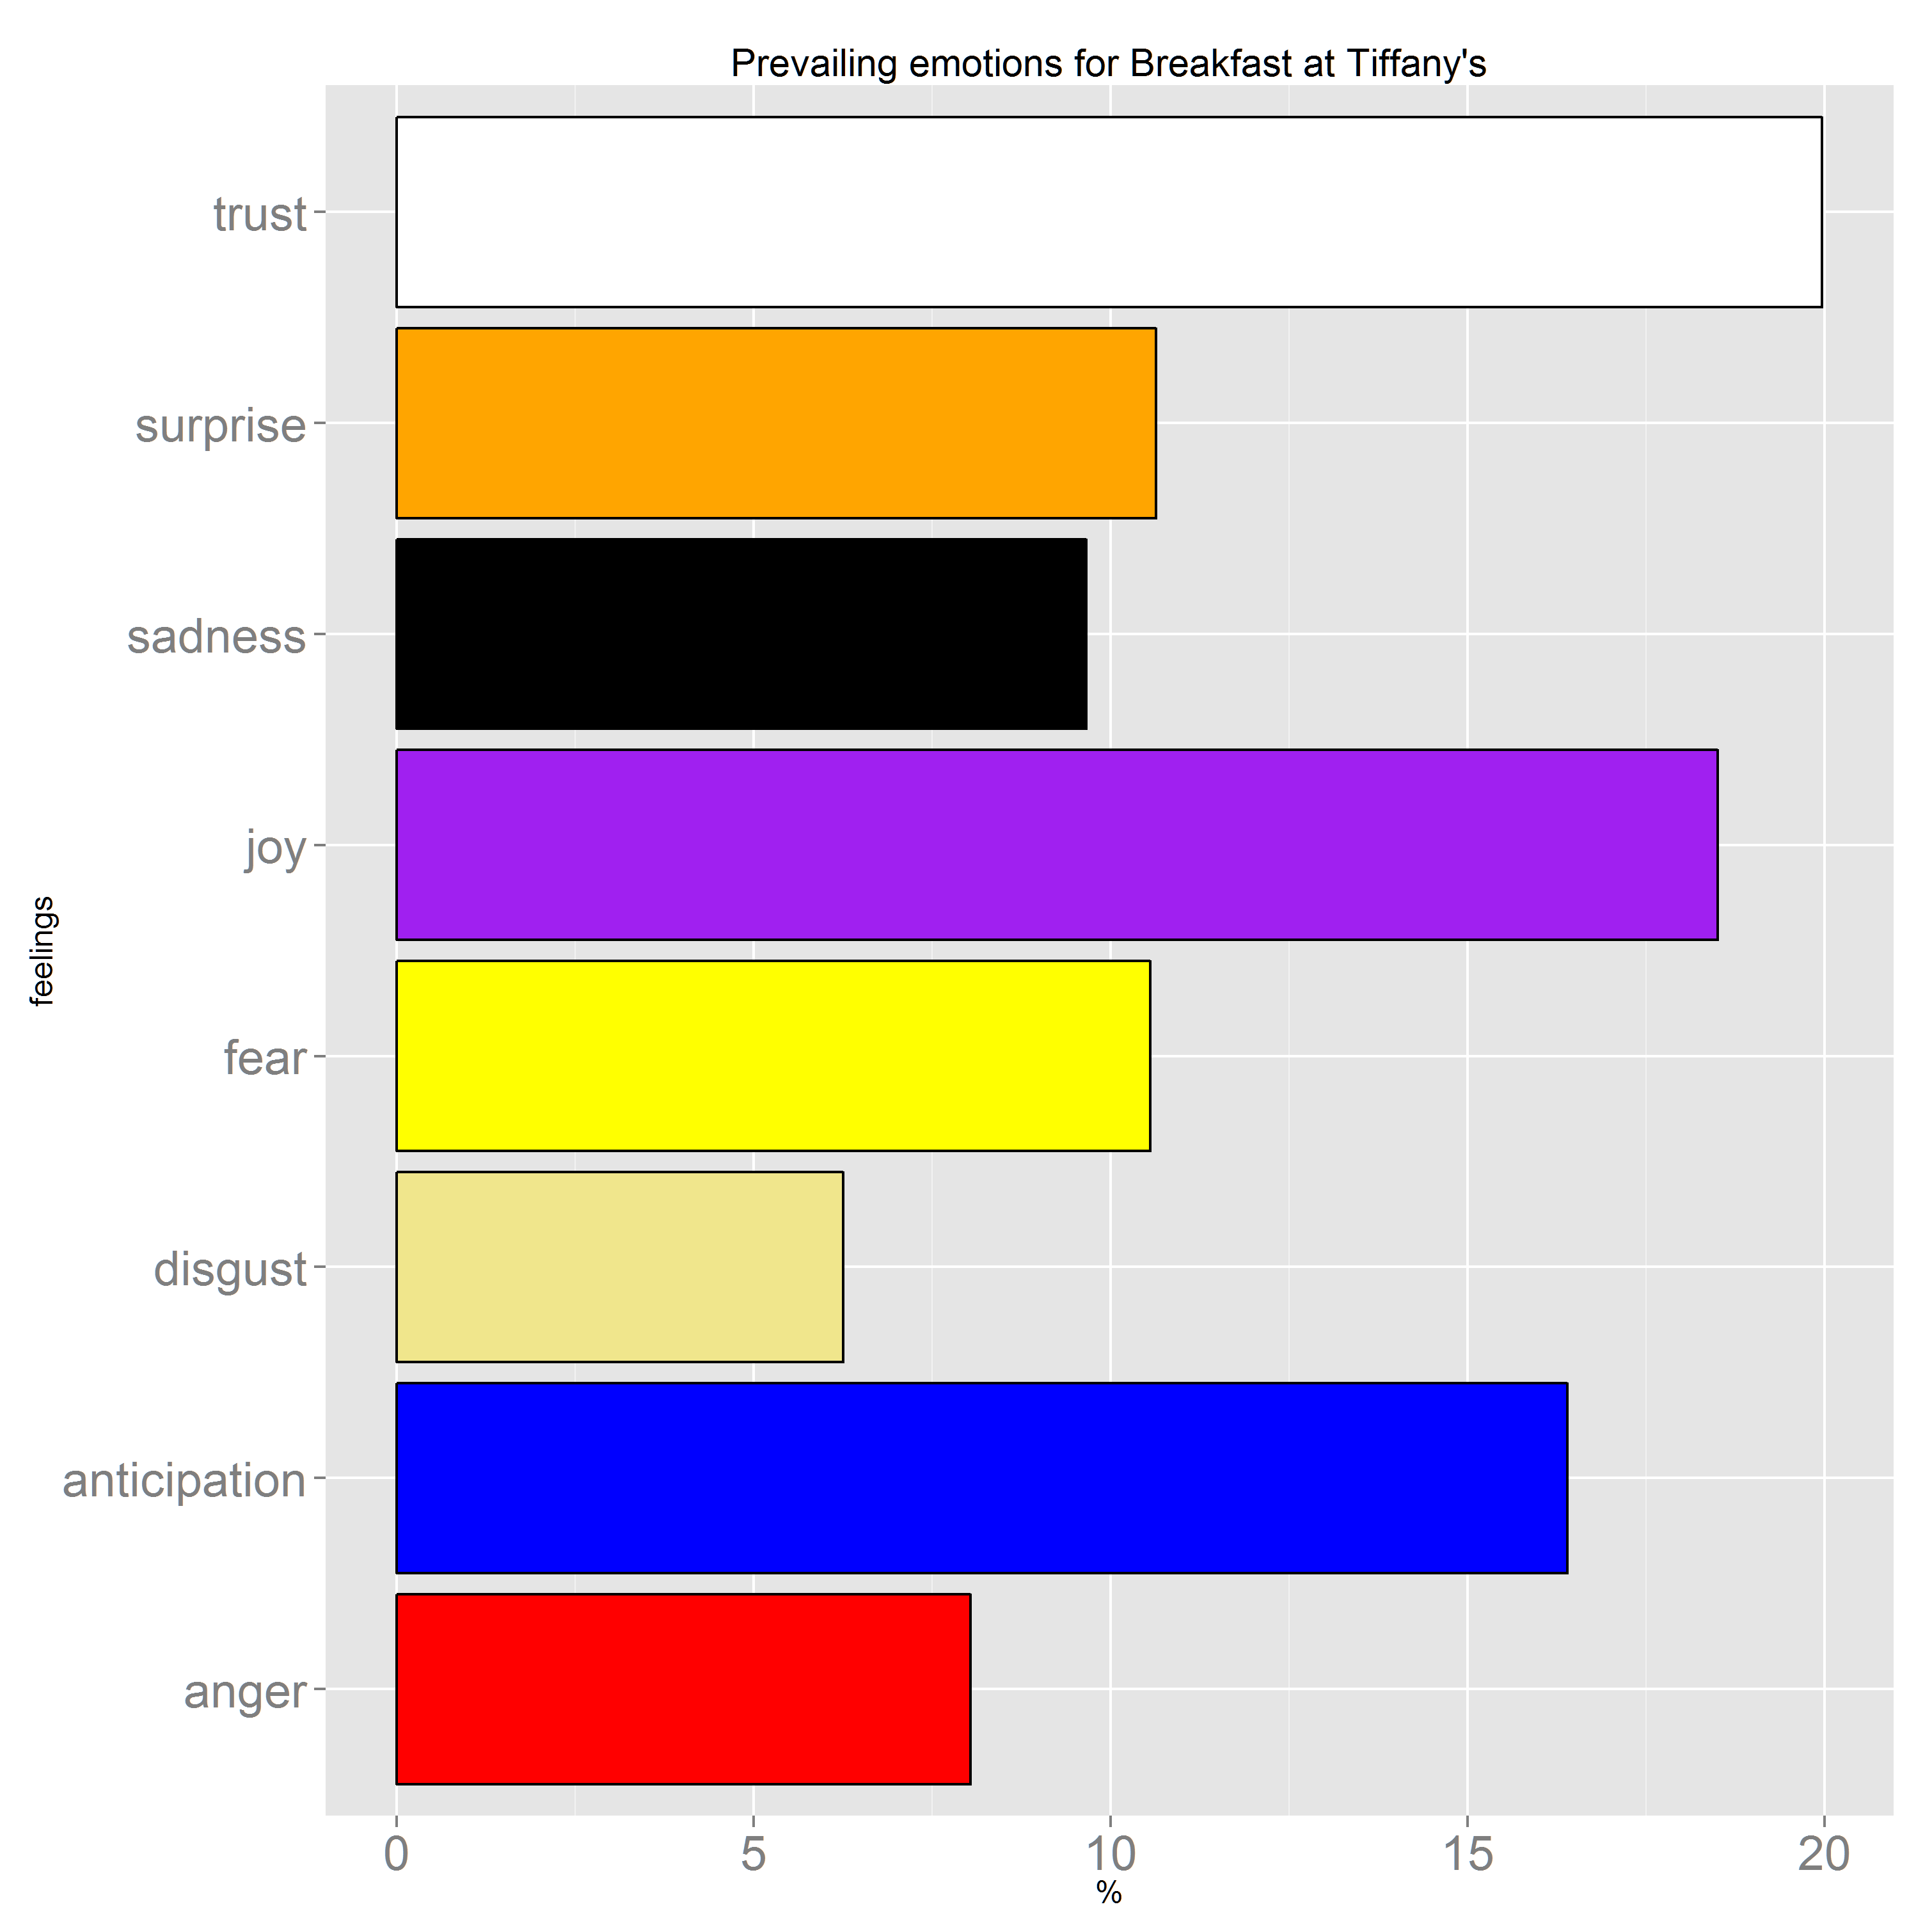 Prevailing emotions for Breakfast at Tiffany's
trust
surprise
sadness
joy
fear
disgust
anticipation
anger
feelings
0 5 10 15 20
%